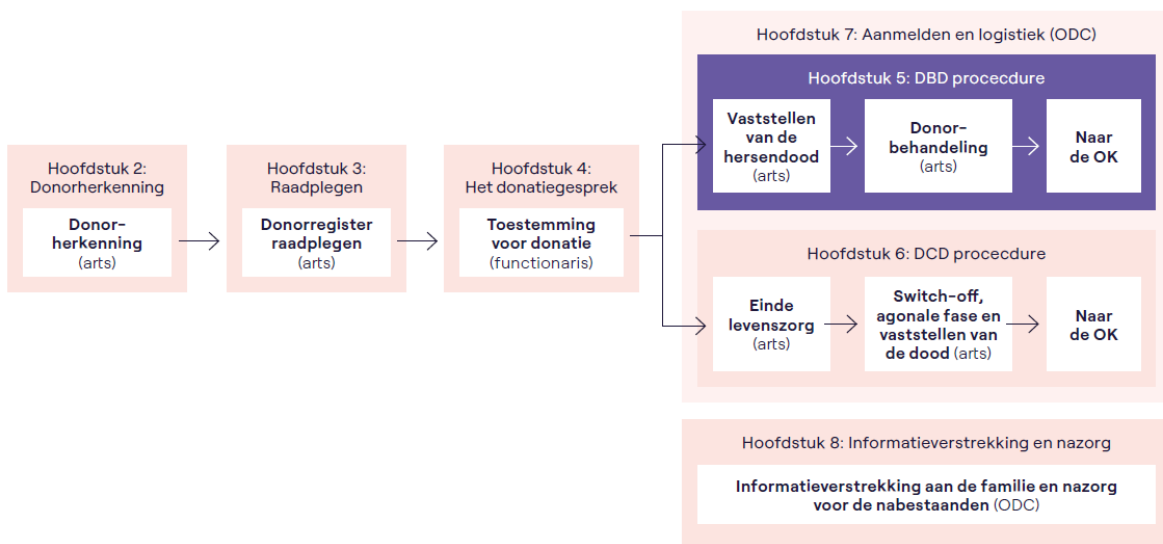 Hoofdstuk 2:
Donorherkenning
Donor-
herkenning
(arts)
Hoofdstuk 3:
Raadplegen
Donorregister
raadplegen
(arts)
Hoofdstuk 4:
Het donatiegesprek
Toestemming
voor donatie
(functionaris)
Hoofdstuk 7: Aanmelden en logistiek (ODC)
Hoofdstuk 5: DBD procecdure
Vaststellen
van de
hersendood
(arts)
Donor-
behandeling
(arts)
Naar
de OK
Hoofdstuk 6: DCD procecdure
Einde
levenszorg
(arts)
Switch-off,
agonale fase en
vaststellen van
de dood (arts)
Naar
de OK
Hoofdstuk 8: Informatieverstrekking en nazorg
Informatieverstrekking aan de familie en nazorg
voor de nabestaanden (ODC)